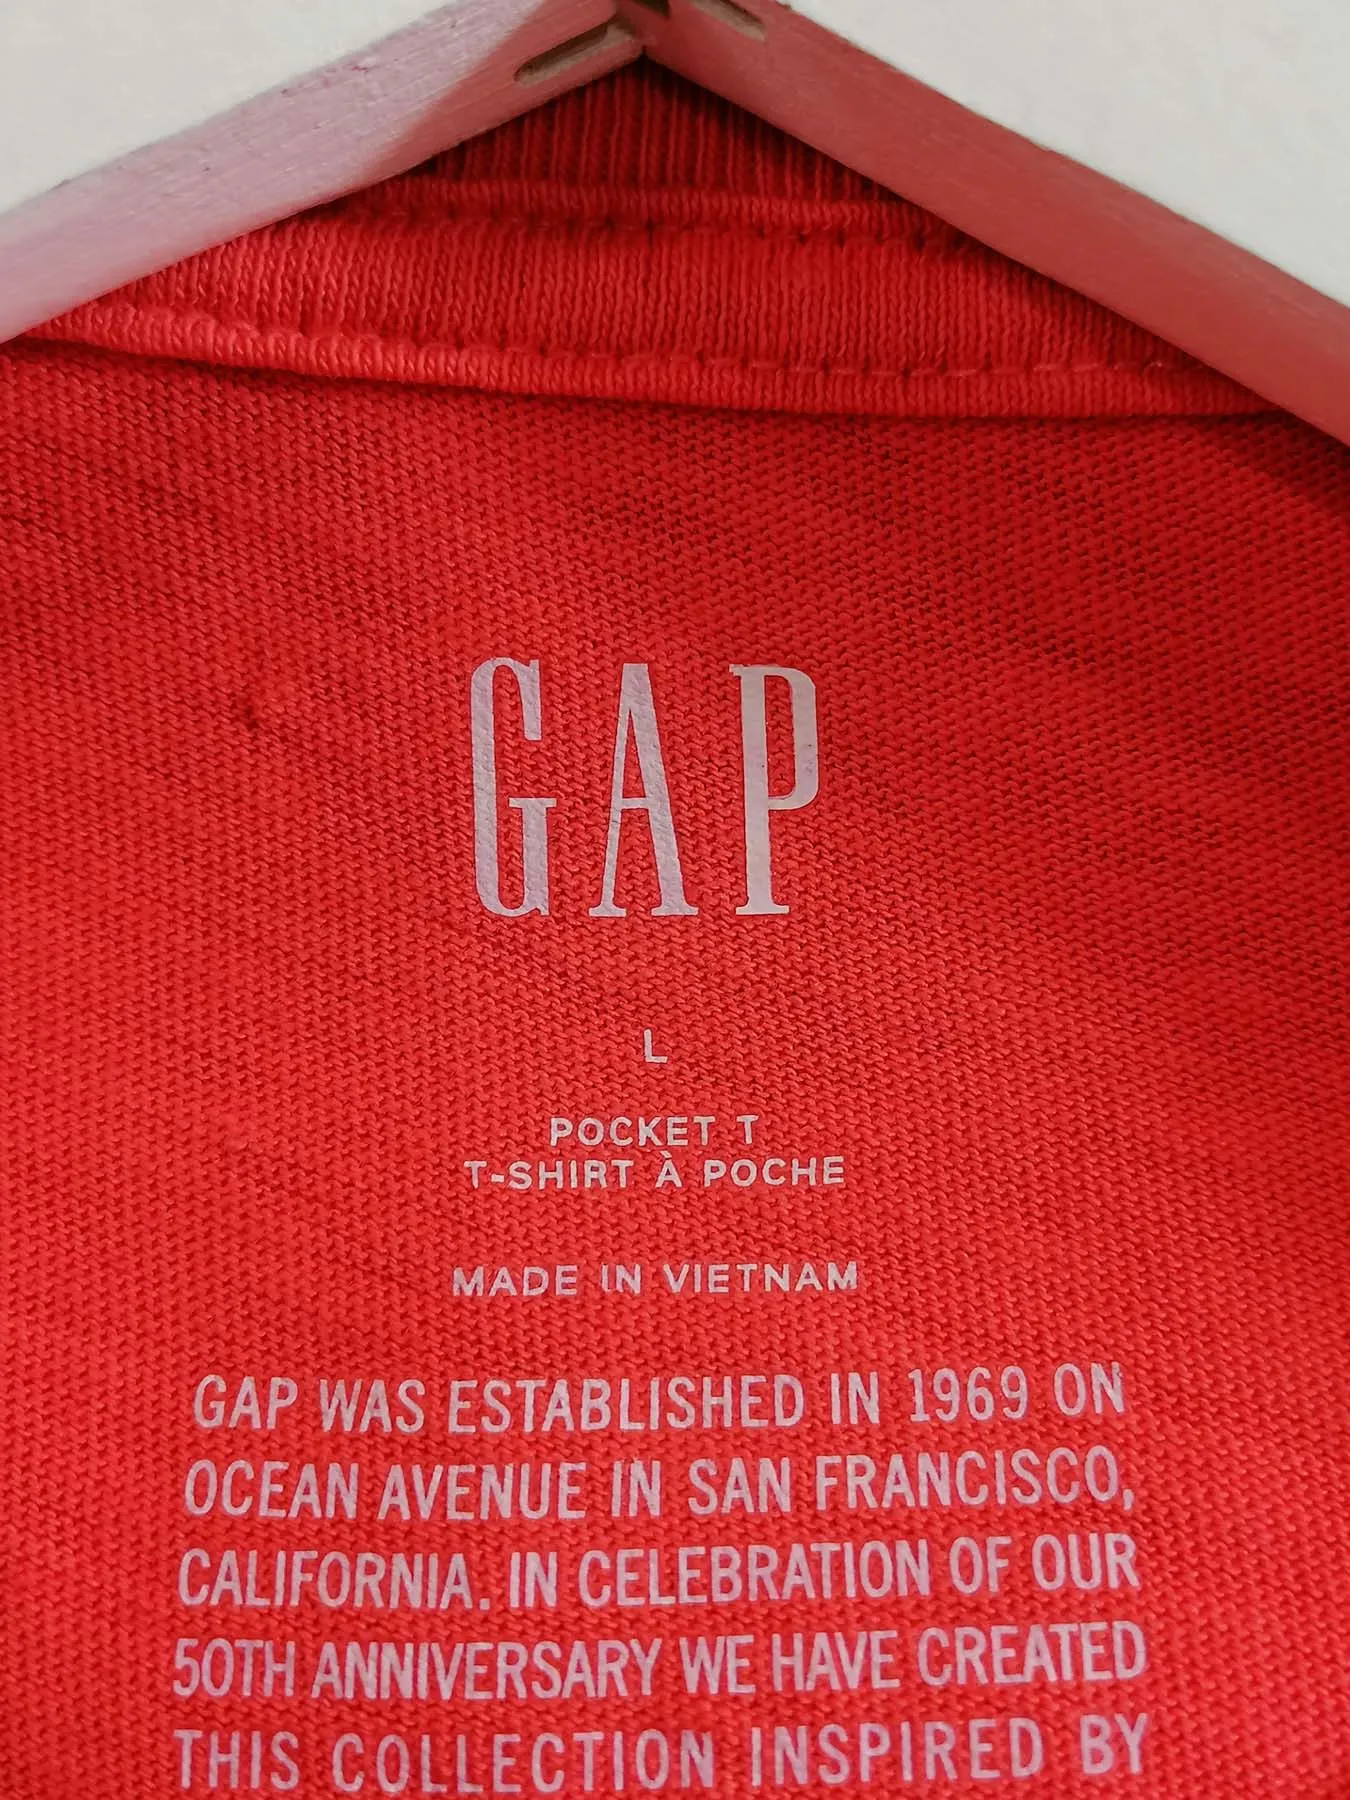 GAP
L
POCKET T
T-SHIRT À POCHE
MADE IN VIETNAM
GAP WAS ESTABLISHED IN 1969 ON
OCEAN AVENUE IN SAN FRANCISCO,
CALIFORNIA. IN CELEBRATION OF OUR
50TH ANNIVERSARY WE HAVE CREATED
THIS COLLECTION INSPIRED BY